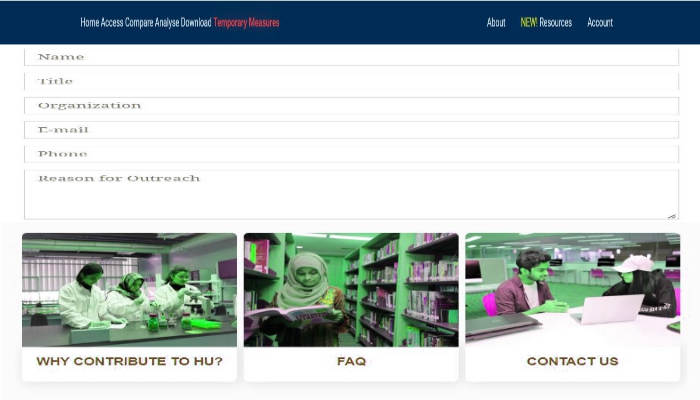 Home Access Compare Analyse Download Temporary Measures About NEW! Resources Account
Name
Title
Organization
E-mail
Phone
Reason for Outreach
WHY CONTRIBUTE TO HU? FAQ CONTACT US